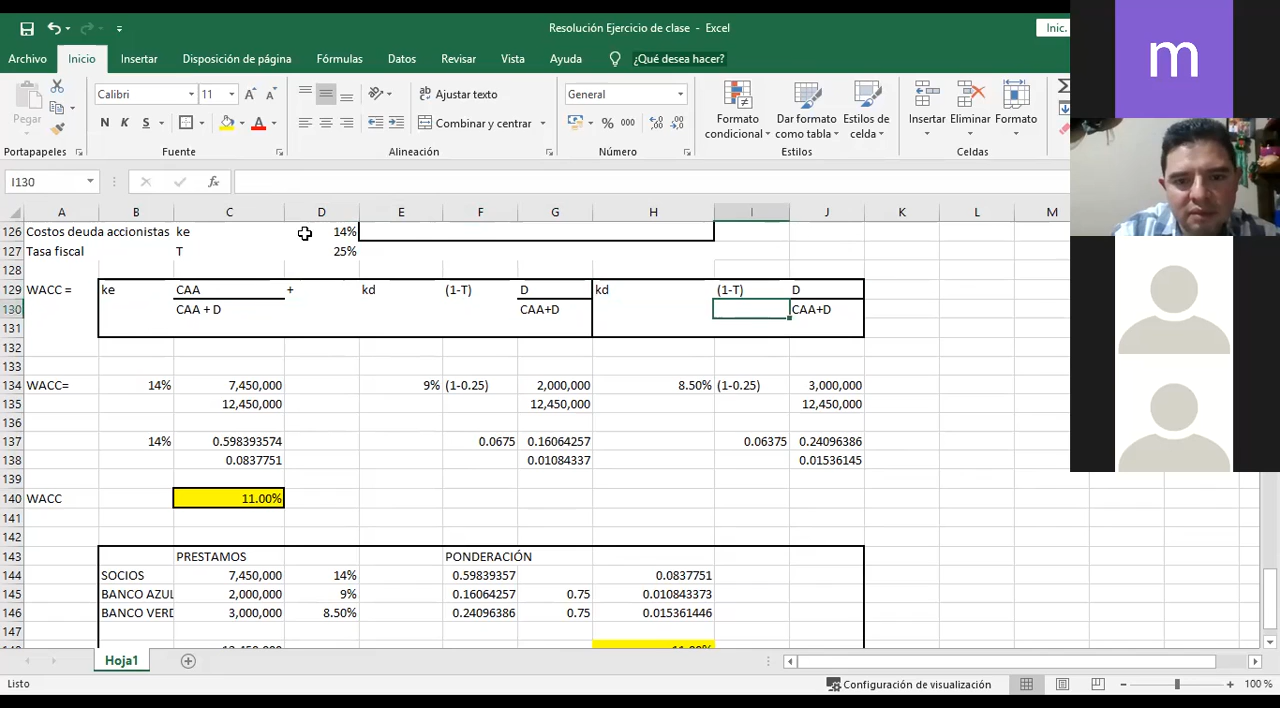 Resolución Ejercicio de clase - Excel
Inic.
Archivo Inicio Insertar Disposición de página Fórmulas Datos Revisar Vista Ayuda ¿Qué desea hacer?
m
Pegar
Calibri 11
N K S
Ajustar texto
Combinar y centrar
General
% 000
Formato condicional
Dar formato como tabla
Estilos de celda
Insertar Eliminar Formato
Portapapeles Fuente Alineación Número Estilos Celdas
I130
fx
A B C D E F G H I J K L M
126 Costos deuda accionistas ke 14%
127 Tasa fiscal T 25%
128
129 WACC = ke CAA + kd (1-T) D kd (1-T) D
130 CAA + D CAA+D CAA+D
131
132
133
134 WACC= 14% 7,450,000 9% (1-0.25) 2,000,000 8.50% (1-0.25) 3,000,000
135 12,450,000 12,450,000 12,450,000
136
137 14% 0.598393574 0.0675 0.16064257 0.06375 0.24096386
138 0.0837751 0.01084337 0.01536145
139
140 WACC 11.00%
141
142
143 PRESTAMOS PONDERACIÓN
144 SOCIOS 7,450,000 14% 0.59839357 0.0837751
145 BANCO AZUL 2,000,000 9% 0.16064257 0.75 0.010843373
146 BANCO VERD 3,000,000 8.50% 0.24096386 0.75 0.015361446
147
Hoja1
Listo
Configuración de visualización
100 %